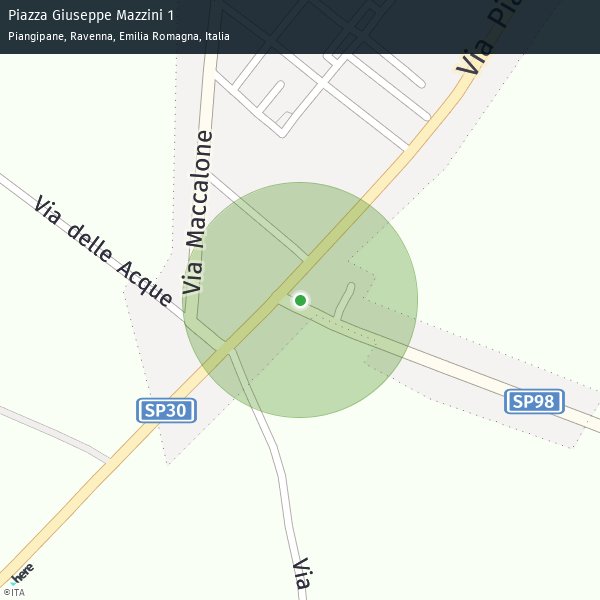 Piazza Giuseppe Mazzini 1
Piangipane, Ravenna, Emilia Romagna, Italia
Via Pia
Via Maccalone
Via delle Acque
SP98
SP30
Via
here
©ITA